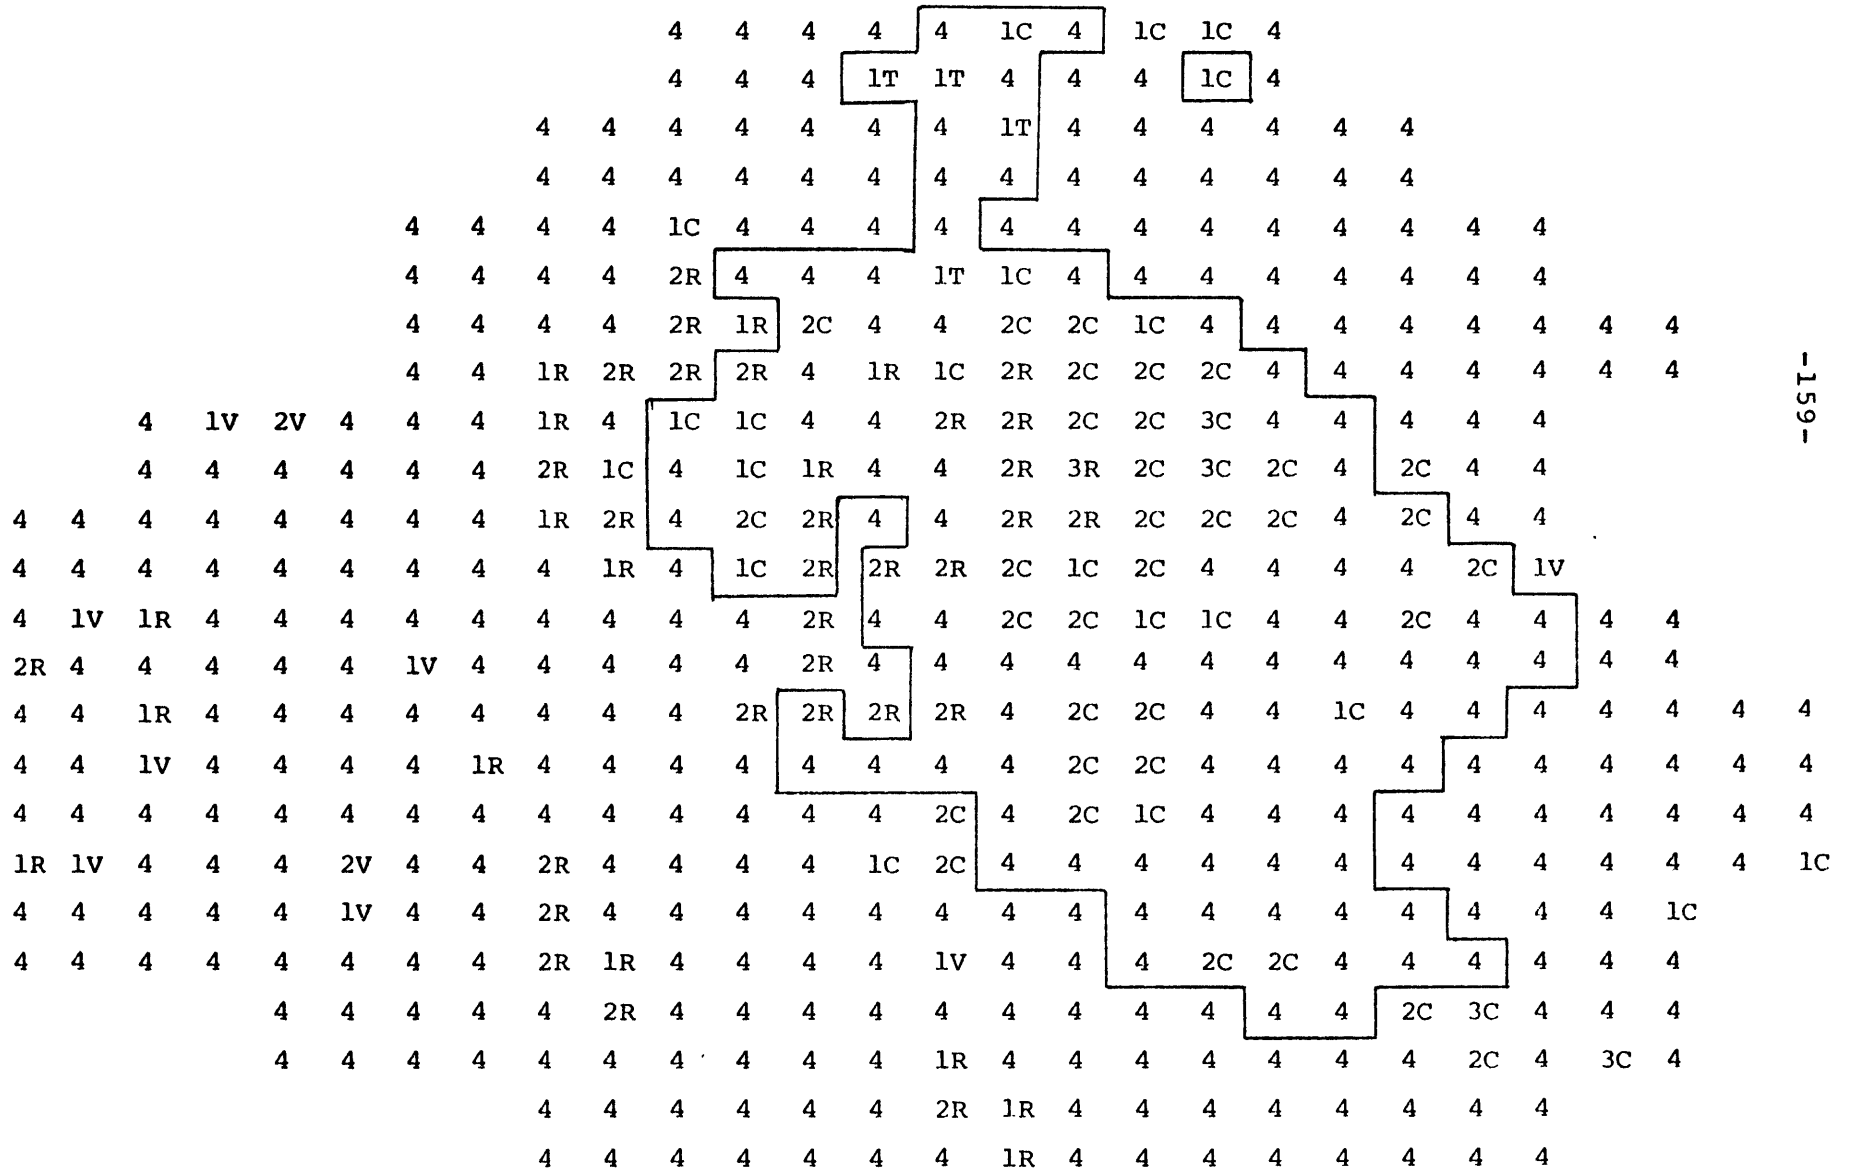 4 4 4 4 4 1C 4 1C 1C 4
4 4 4 1T 1T 4 4 4 1C 4
4 4 4 4 4 4 4 1T 4 4 4 4 4 4
4 4 4 4 4 4 4 4 4 4 4 4 4 4
4 4 4 4 1C 4 4 4 4 4 4 4 4 4 4 4 4 4
4 4 4 4 2R 4 4 4 1T 1C 4 4 4 4 4 4 4 4
4 4 4 4 2R 1R 2C 4 4 2C 2C 1C 4 4 4 4 4 4 4 4
4 4 1R 2R 2R 2R 4 1R 1C 2R 2C 2C 2C 4 4 4 4 4 4 4
-159-
4 1V 2V 4 4 4 1R 4 1C 1C 4 4 2R 2R 2C 2C 3C 4 4 4 4 4
4 4 4 4 4 4 2R 1C 4 1C 1R 4 4 2R 3R 2C 3C 2C 4 2C 4 4
4 4 4 4 4 4 4 4 1R 2R 4 2C 2R 4 4 2R 2R 2C 2C 2C 4 2C 4 4
4 4 4 4 4 4 4 4 4 1R 4 1C 2R 2R 2R 2C 1C 2C 4 4 4 4 2C 1V
4 1V 1R 4 4 4 4 4 4 4 4 4 2R 4 4 2C 2C 1C 1C 4 4 2C 4 4 4 4
2R 4 4 4 4 4 1V 4 4 4 4 4 2R 4 4 4 4 4 4 4 4 4 4 4 4 4
4 4 1R 4 4 4 4 4 4 4 4 2R 2R 2R 2R 4 2C 2C 4 4 1C 4 4 4 4 4 4 4
4 4 1V 4 4 4 4 1R 4 4 4 4 4 4 4 4 2C 2C 4 4 4 4 4 4 4 4 4 4
4 4 4 4 4 4 4 4 4 4 4 4 4 4 2C 4 2C 1C 4 4 4 4 4 4 4 4 4 4
1R 1V 4 4 4 2V 4 4 2R 4 4 4 4 1C 2C 4 4 4 4 4 4 4 4 4 4 4 4 1C
4 4 4 4 4 1V 4 4 2R 4 4 4 4 4 4 4 4 4 4 4 4 4 4 4 4 1C
4 4 4 4 4 4 4 4 2R 1R 4 4 4 4 1V 4 4 4 2C 2C 4 4 4 4 4 4
4 4 4 4 4 2R 4 4 4 4 4 4 4 4 4 4 4 2C 3C 4 4 4
4 4 4 4 4 4 4 4 4 4 1R 4 4 4 4 4 4 4 2C 4 3C 4
4 4 4 4 4 4 2R 1R 4 4 4 4 4 4 4 4
4 4 4 4 4 4 4 1R 4 4 4 4 4 4 4 4